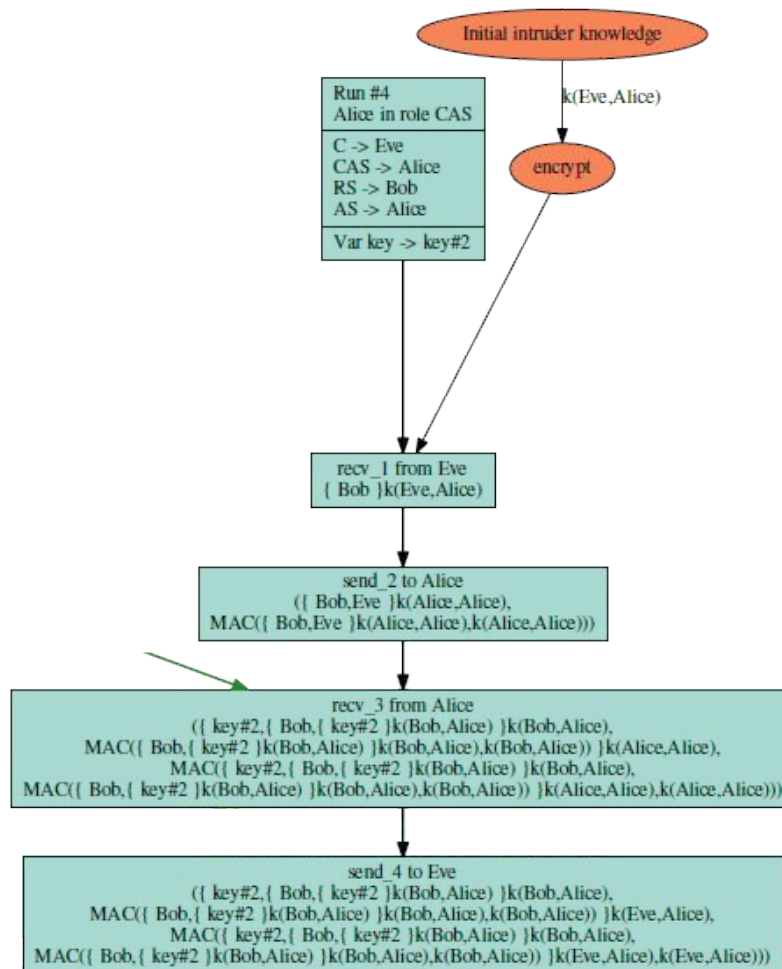 Initial intruder knowledge
k(Eve,Alice)
encrypt
Run #4
Alice in role CAS
C -> Eve
CAS -> Alice
RS -> Bob
AS -> Alice
Var key -> key#2
recv_1 from Eve
{ Bob }k(Eve,Alice)
send_2 to Alice
({ Bob,Eve }k(Alice,Alice),
MAC({ Bob,Eve }k(Alice,Alice),k(Alice,Alice)))
recv_3 from Alice
({ key#2,{ Bob,{ key#2 }k(Bob,Alice) }k(Bob,Alice),
MAC({ Bob,{ key#2 }k(Bob,Alice) }k(Bob,Alice),k(Bob,Alice)) }k(Alice,Alice),
MAC({ key#2,{ Bob,{ key#2 }k(Bob,Alice) }k(Bob,Alice),
MAC({ Bob,{ key#2 }k(Bob,Alice) }k(Bob,Alice),k(Bob,Alice)) }k(Alice,Alice),k(Alice,Alice)))
send_4 to Eve
({ key#2,{ Bob,{ key#2 }k(Bob,Alice) }k(Bob,Alice),
MAC({ Bob,{ key#2 }k(Bob,Alice) }k(Bob,Alice),k(Bob,Alice)) }k(Eve,Alice),
MAC({ key#2,{ Bob,{ key#2 }k(Bob,Alice) }k(Bob,Alice),
MAC({ Bob,{ key#2 }k(Bob,Alice) }k(Bob,Alice),k(Bob,Alice)) }k(Eve,Alice),k(Eve,Alice)))